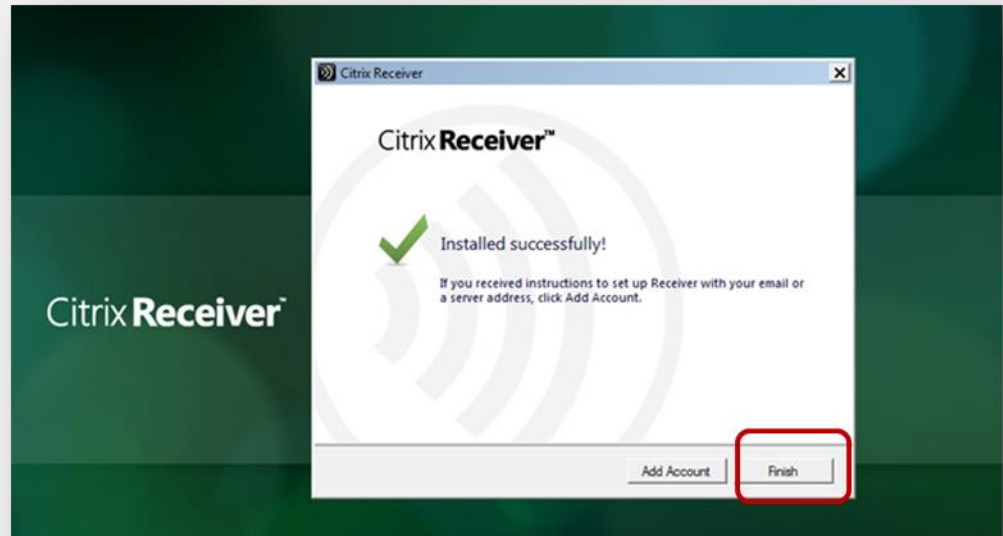 Citrix Receiver
Citrix Receiver™
Installed successfully!
If you received instructions to set up Receiver with your email or
a server address, click Add Account.
Citrix Receiver™
Add Account
Finish